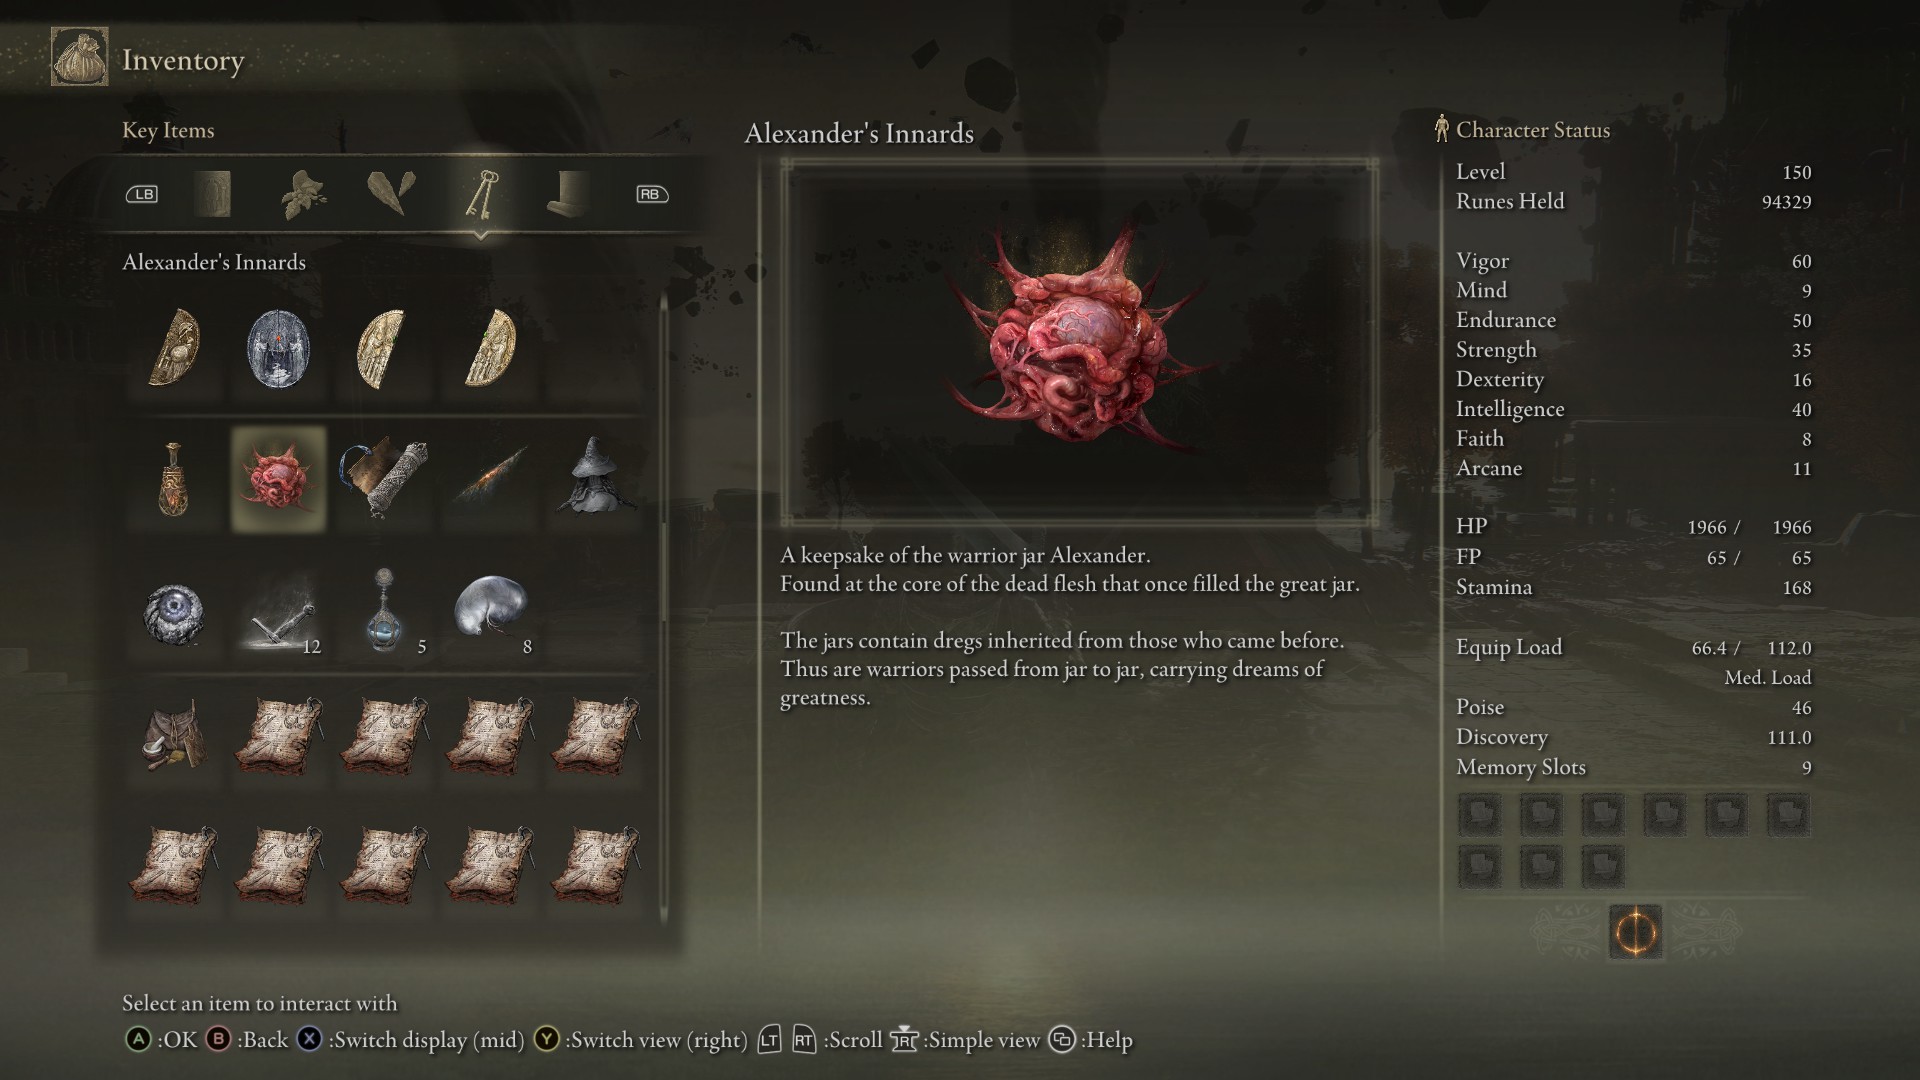 Inventory
Key Items
LB
RB
Alexander's Innards
12
5
8
Alexander's Innards
A keepsake of the warrior jar Alexander.
Found at the core of the dead flesh that once filled the great jar.
The jars contain dregs inherited from those who came before.
Thus are warriors passed from jar to jar, carrying dreams of
greatness.
Character Status
Level 150
Runes Held 94329
Vigor 60
Mind 9
Endurance 50
Strength 35
Dexterity 16
Intelligence 40
Faith 8
Arcane 11
HP 1966 / 1966
FP 65 / 65
Stamina 168
Equip Load 66.4 / 112.0
Med. Load
Poise 46
Discovery 111.0
Memory Slots 9
Select an item to interact with
A :OK B :Back X :Switch display (mid) Y :Switch view (right) LT RT :Scroll R :Simple view :Help